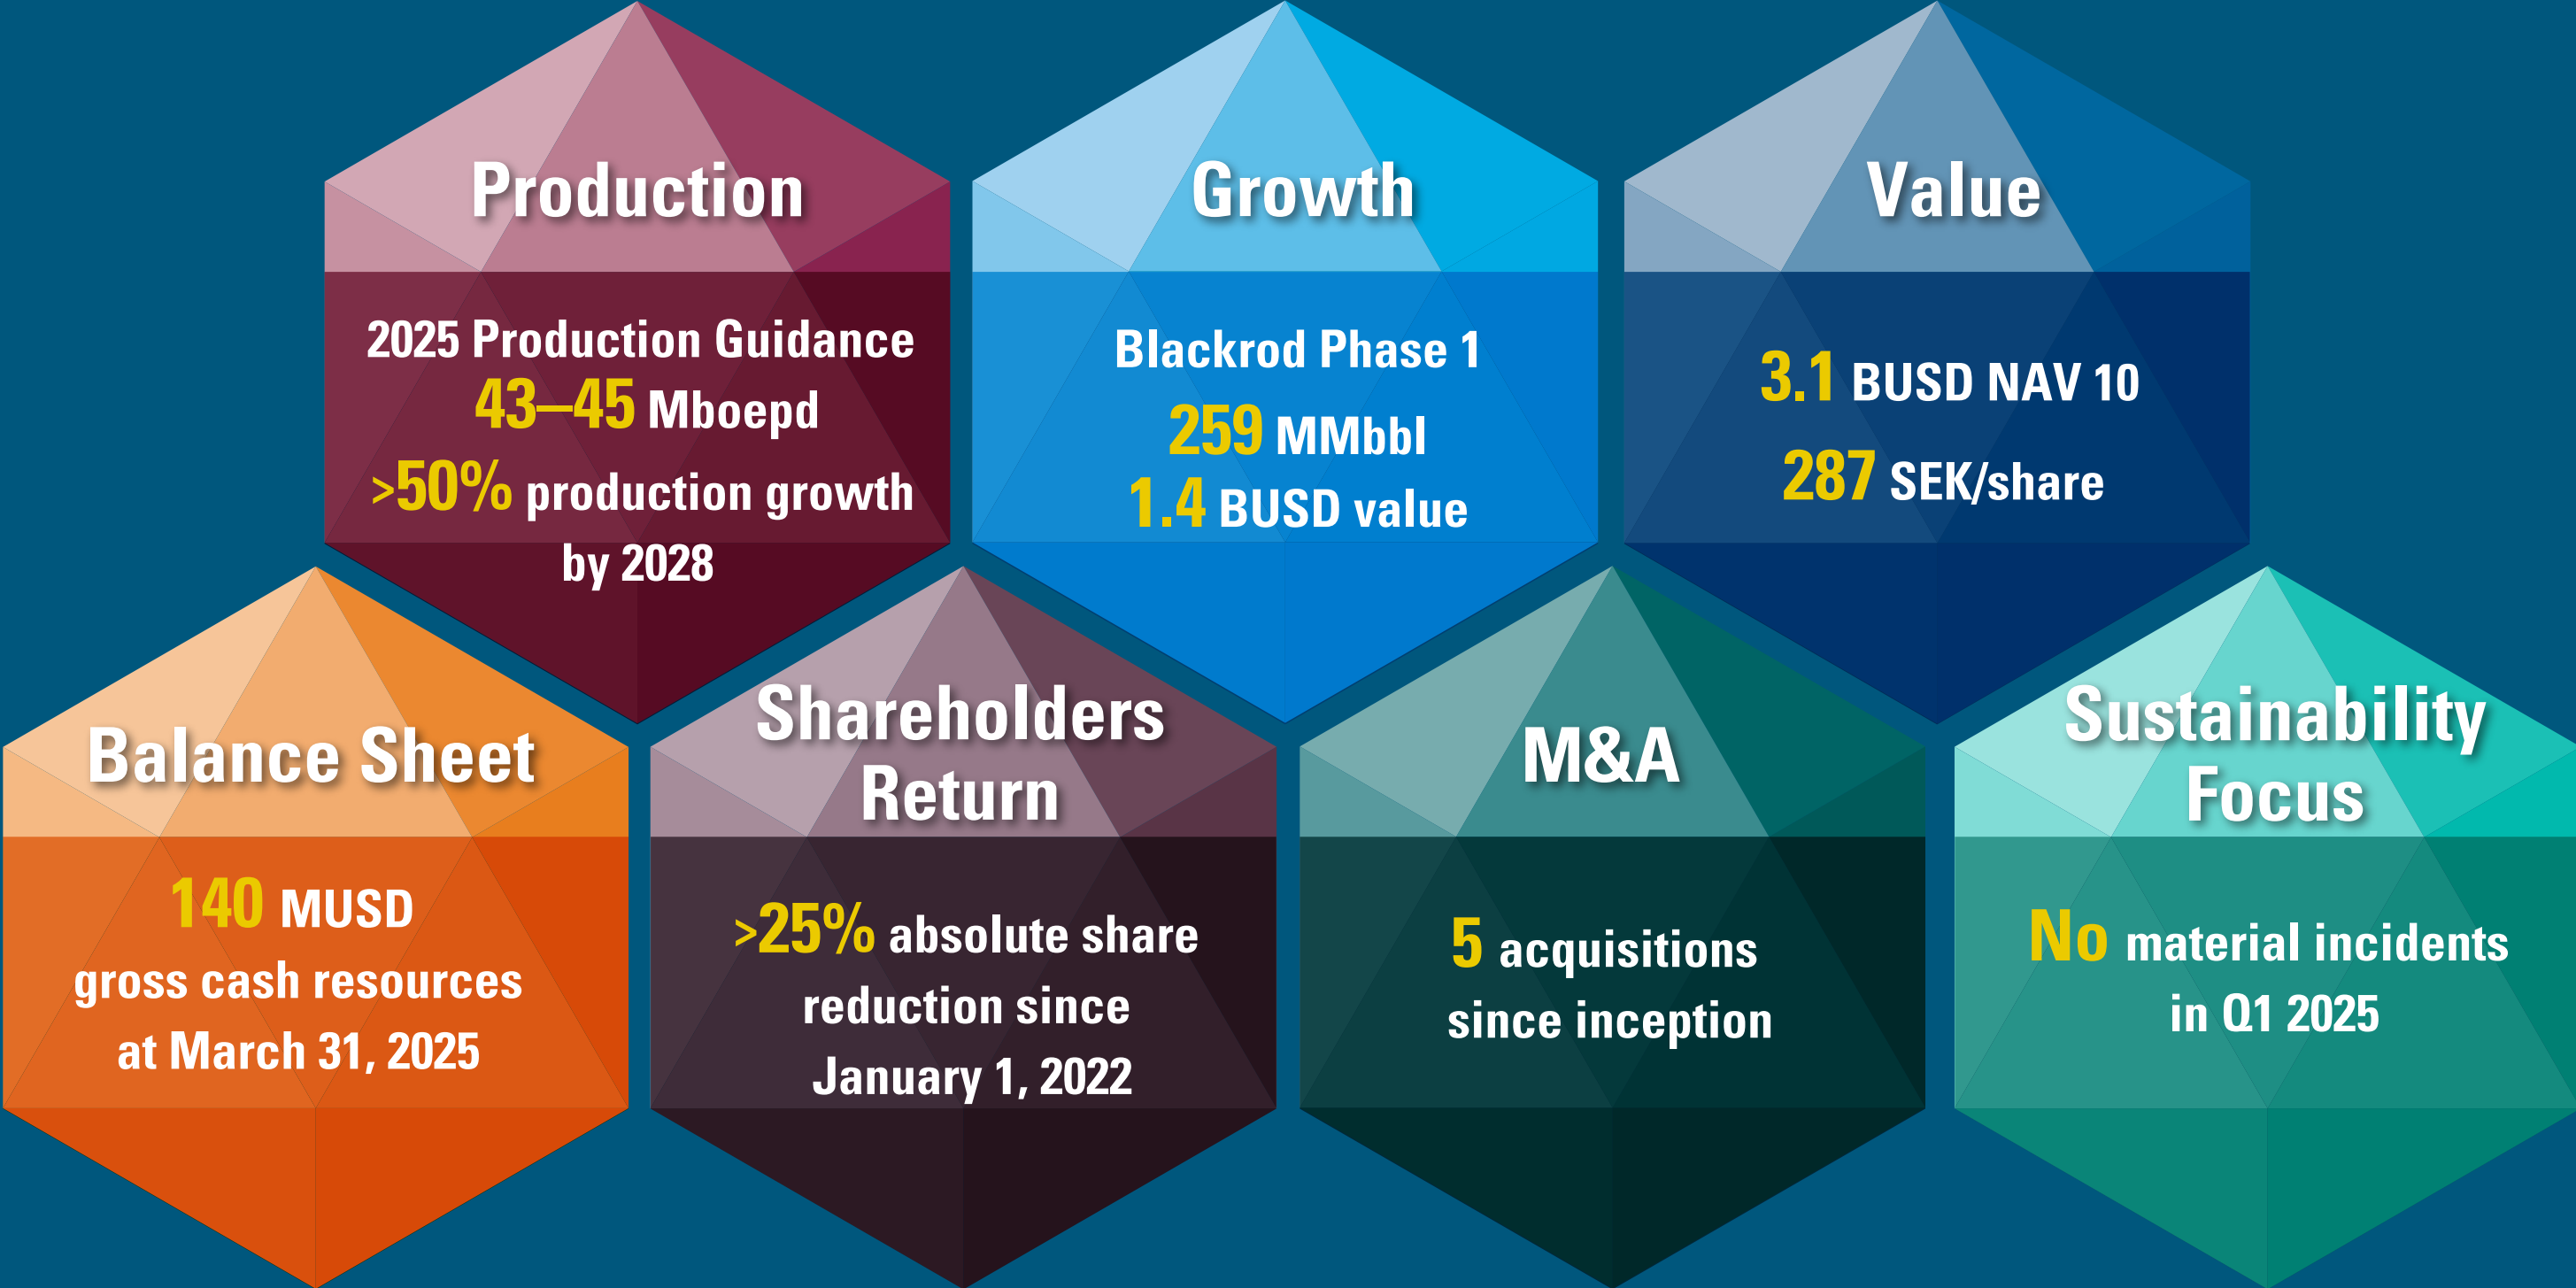 Production
2025 Production Guidance
43–45 Mboepd
>50% production growth
by 2028
Growth
Blackrod Phase 1
259 MMbbl
1.4 BUSD value
Value
3.1 BUSD NAV 10
287 SEK/share
Balance Sheet
140 MUSD
gross cash resources
at March 31, 2025
Shareholders
Return
>25% absolute share
reduction since
January 1, 2022
M&A
5 acquisitions
since inception
Sustainability
Focus
No material incidents
in Q1 2025